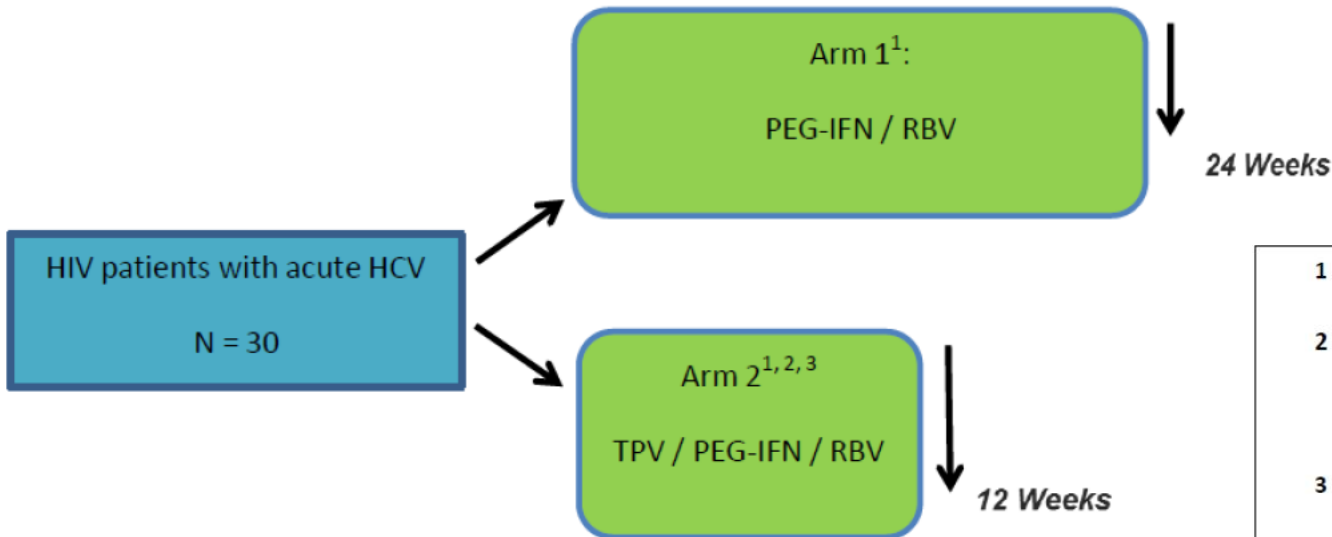 Arm 1¹:
PEG-IFN / RBV
24 Weeks
HIV patients with acute HCV
N = 30
Arm 2¹,²,³
TPV / PEG-IFN / RBV
12 Weeks
1
2
3